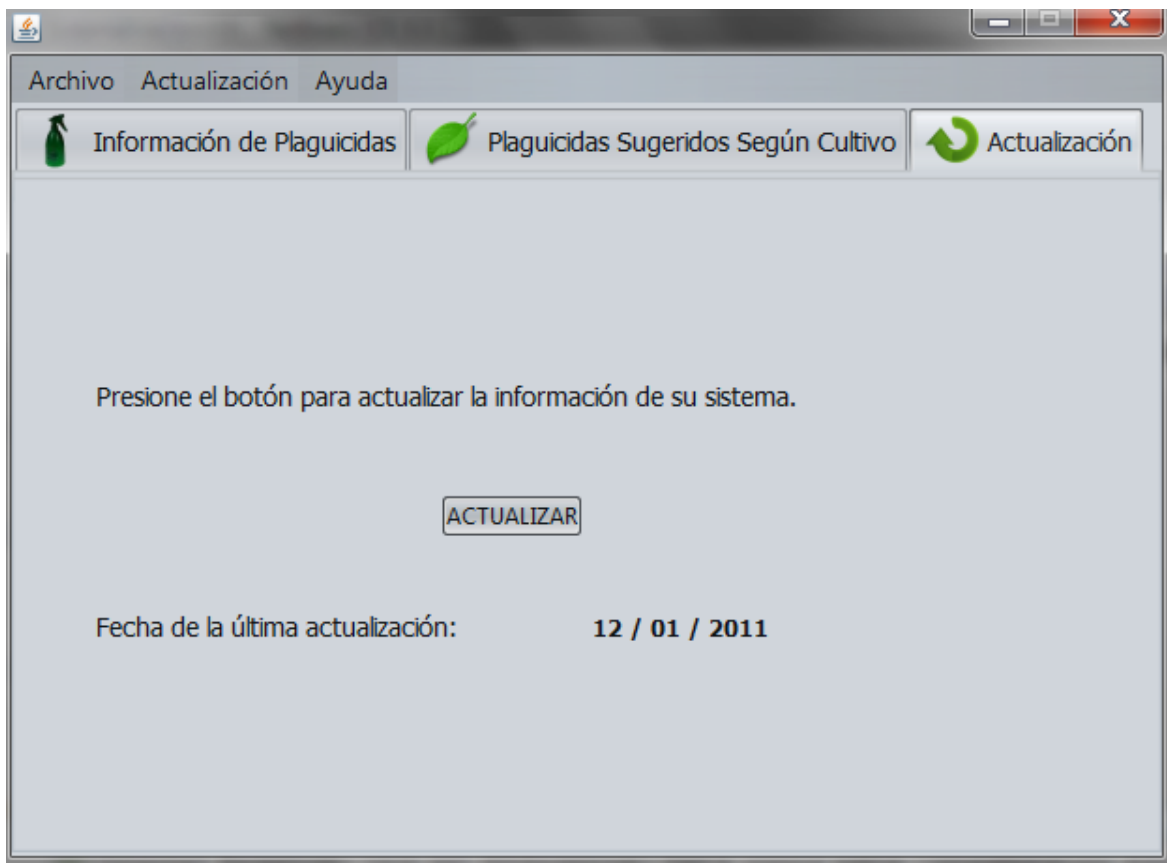 Archivo Actualización Ayuda
Información de Plaguicidas Plaguicidas Sugeridos Según Cultivo Actualización
Presione el botón para actualizar la información de su sistema.
ACTUALIZAR
Fecha de la última actualización: 12 / 01 / 2011